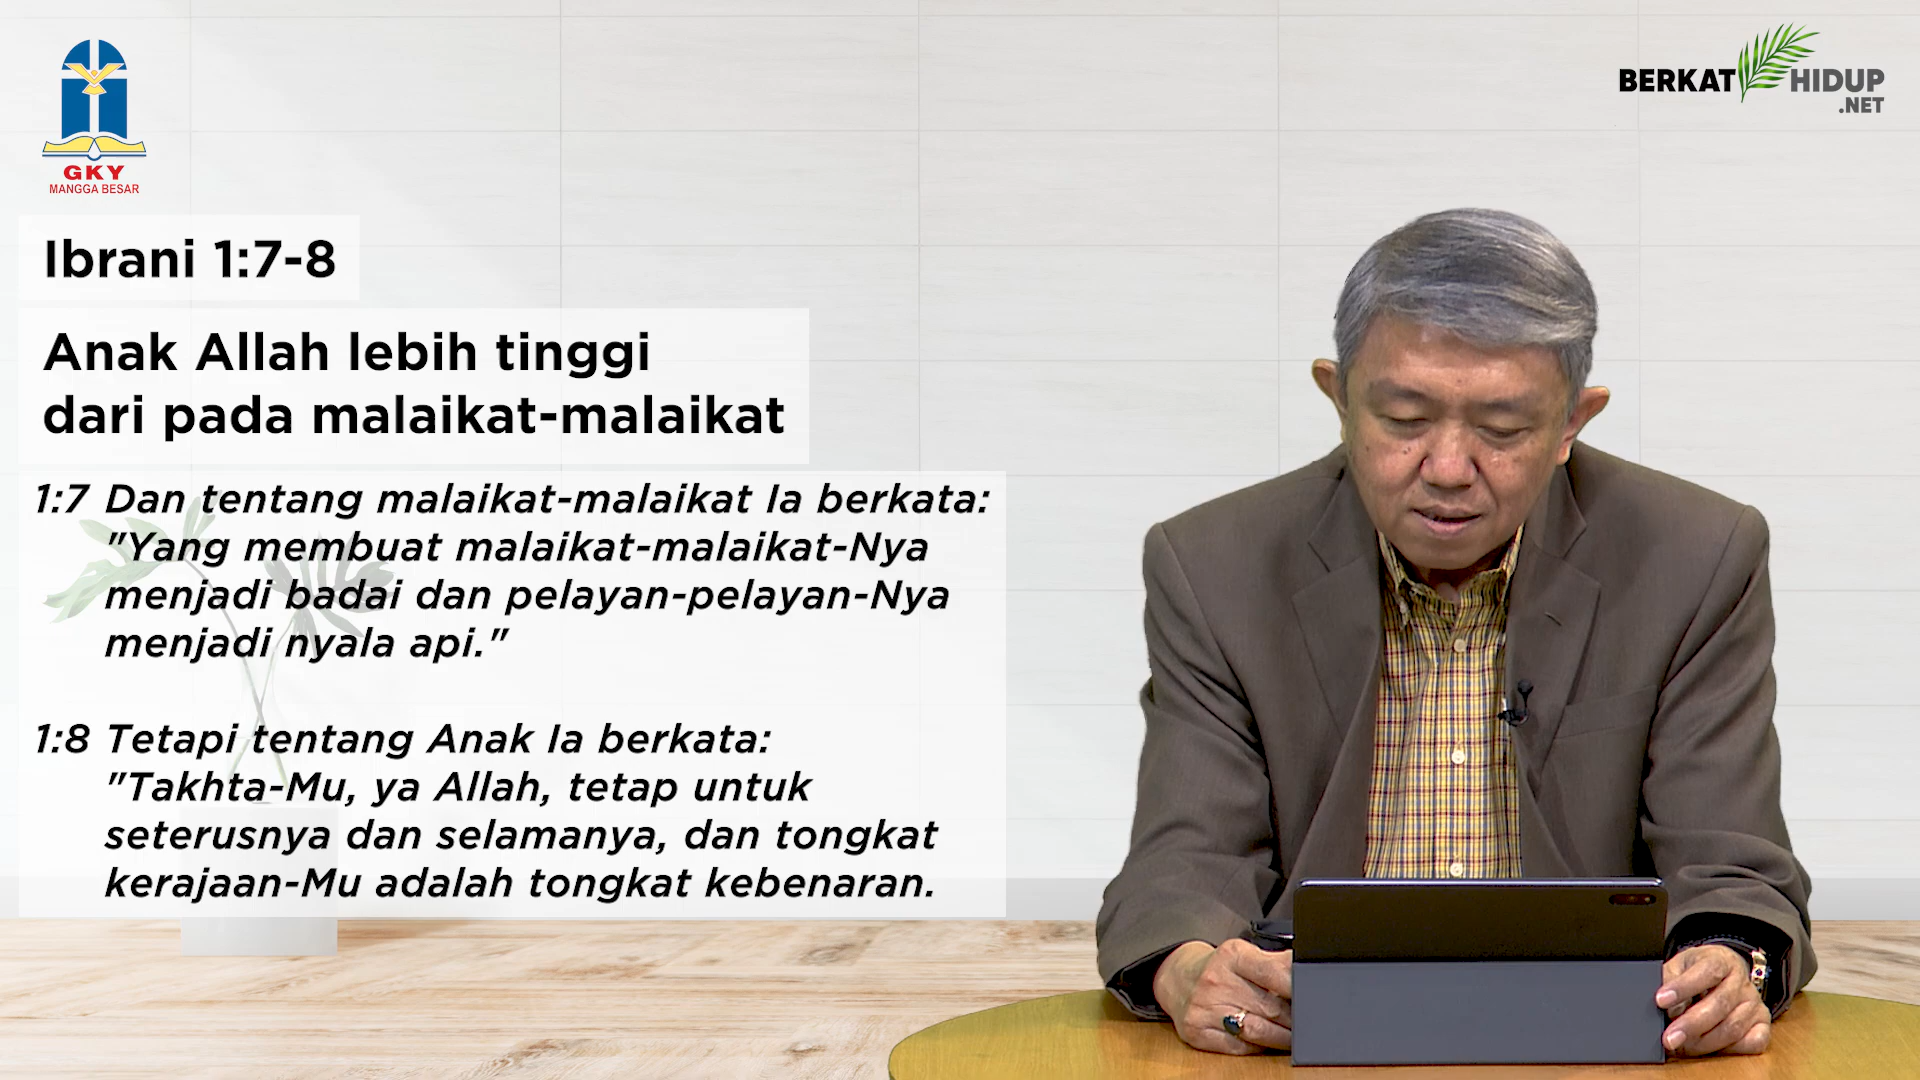 GKY
MANGGA BESAR
BERKAT HIDUP
.NET
Ibrani 1:7-8
Anak Allah lebih tinggi
dari pada malaikat-malaikat
1:7 Dan tentang malaikat-malaikat Ia berkata:
"Yang membuat malaikat-malaikat-Nya
menjadi badai dan pelayan-pelayan-Nya
menjadi nyala api."
1:8 Tetapi tentang Anak Ia berkata:
"Takhta-Mu, ya Allah, tetap untuk
seterusnya dan selamanya, dan tongkat
kerajaan-Mu adalah tongkat kebenaran.